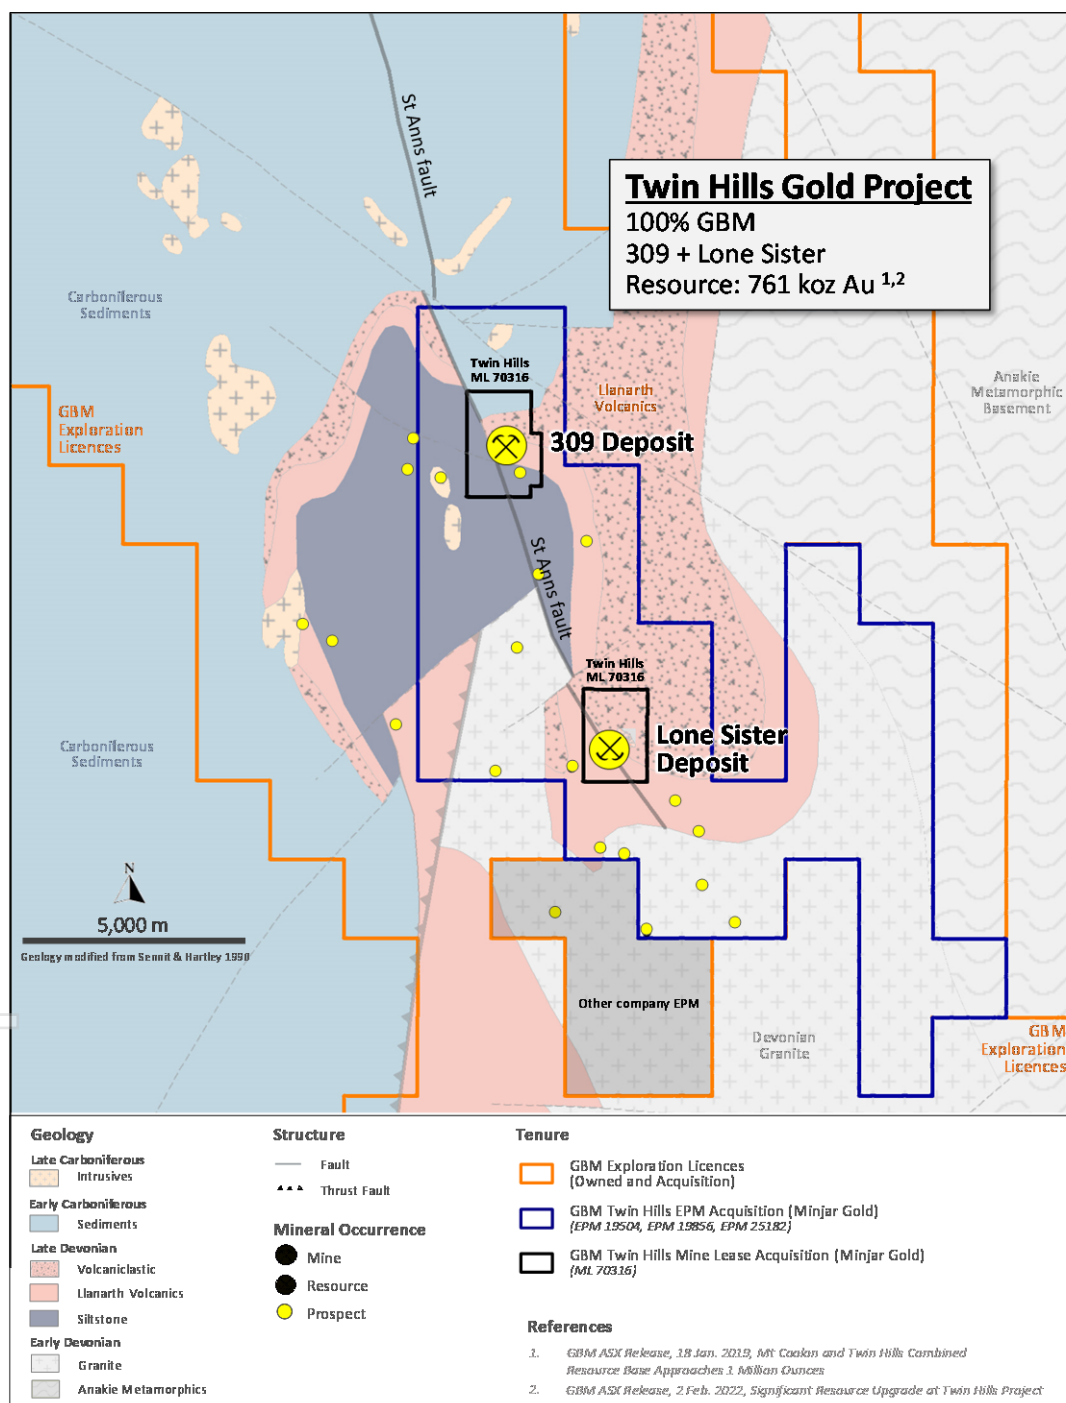 St Anns fault
Twin Hills Gold Project
100% GBM
309 + Lone Sister
Resource: 761 koz Au 1,2
Carboniferous
Sediments
Twin Hills
ML 70316
Llanarth
Volcanics
Anakie
Metamorphic
Basement
GBM
Exploration
Licences
309 Deposit
St Anns fault
Twin Hills
ML 70316
Lone Sister
Deposit
Carboniferous
Sediments
N
5,000 m
Geology modified from Sennit & Hartley 1990
Other company EPM
Devonian
Granite
GBM
Exploration
Licences
Geology
Late Carboniferous
Intrusives
Early Carboniferous
Sediments
Late Devonian
Volcaniclastic
Llanarth Volcanics
Siltstone
Early Devonian
Granite
Anakie Metamorphics
Structure
Fault
Thrust Fault
Mineral Occurrence
Mine
Resource
Prospect
Tenure
GBM Exploration Licences
(Owned and Acquisition)
GBM Twin Hills EPM Acquisition (Minjar Gold)
(EPM 19504, EPM 19856, EPM 25182)
GBM Twin Hills Mine Lease Acquisition (Minjar Gold)
(ML 70316)
References
1. GBM ASX Release, 18 Jan. 2019, Mt Coolon and Twin Hills Combined
Resource Base Approaches 1 Million Ounces
2. GBM ASX Release, 2 Feb. 2022, Significant Resource Upgrade at Twin Hills Project